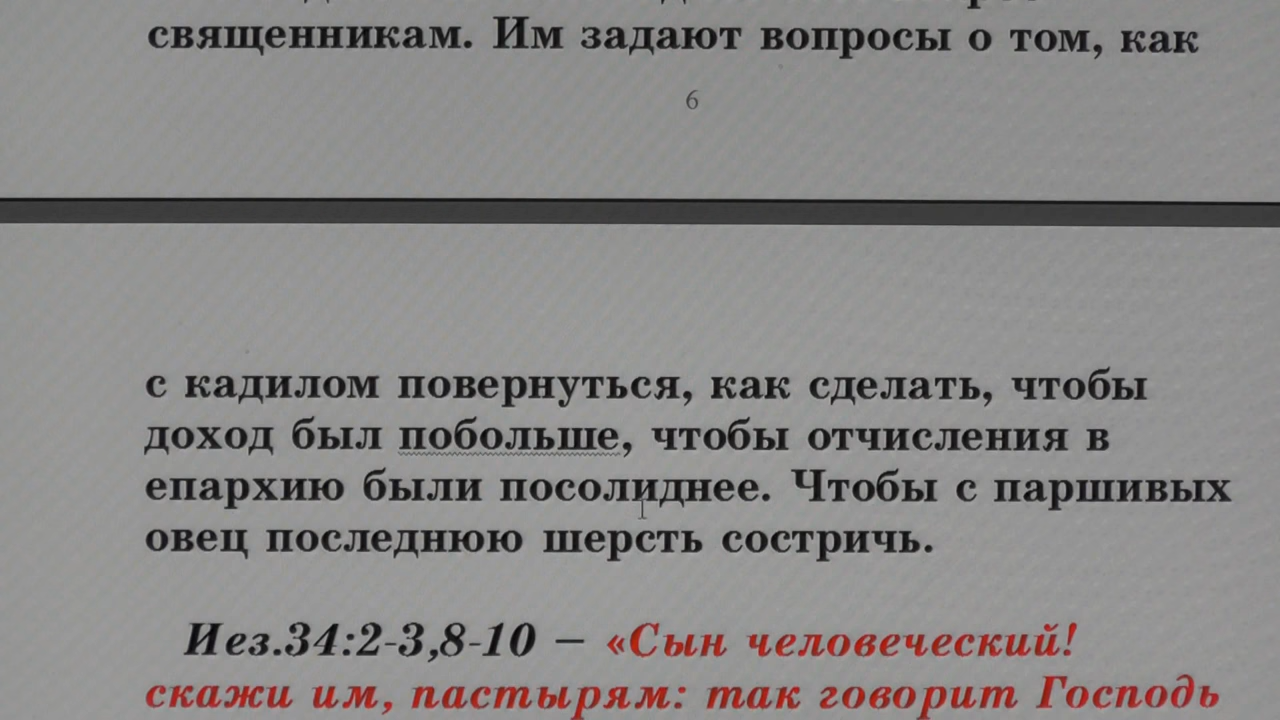 священникам. Им задают вопросы о том, как
6
с кадилом повернуться, как сделать, чтобы
доход был побольше, чтобы отчисления в
епархию были посолиднее. Чтобы с паршивых
овец последнюю шерсть состричь.
Иез.34:2-3,8-10 – «Сын человеческий!
скажи им, пастырям: так говорит Господь